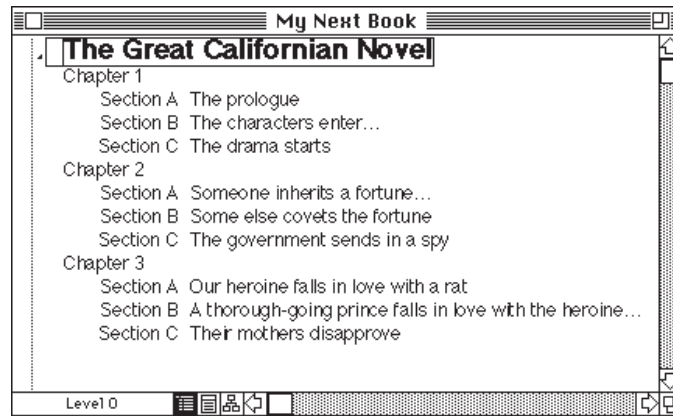 My Next Book
The Great Californian Novel
Chapter 1
Section A The prologue
Section B The characters enter...
Section C The drama starts
Chapter 2
Section A Someone inherits a fortune...
Section B Some else covets the fortune
Section C The government sends in a spy
Chapter 3
Section A Our heroine falls in love with a rat
Section B A thorough-going prince falls in love with the heroine...
Section C Their mothers disapprove
Level 0